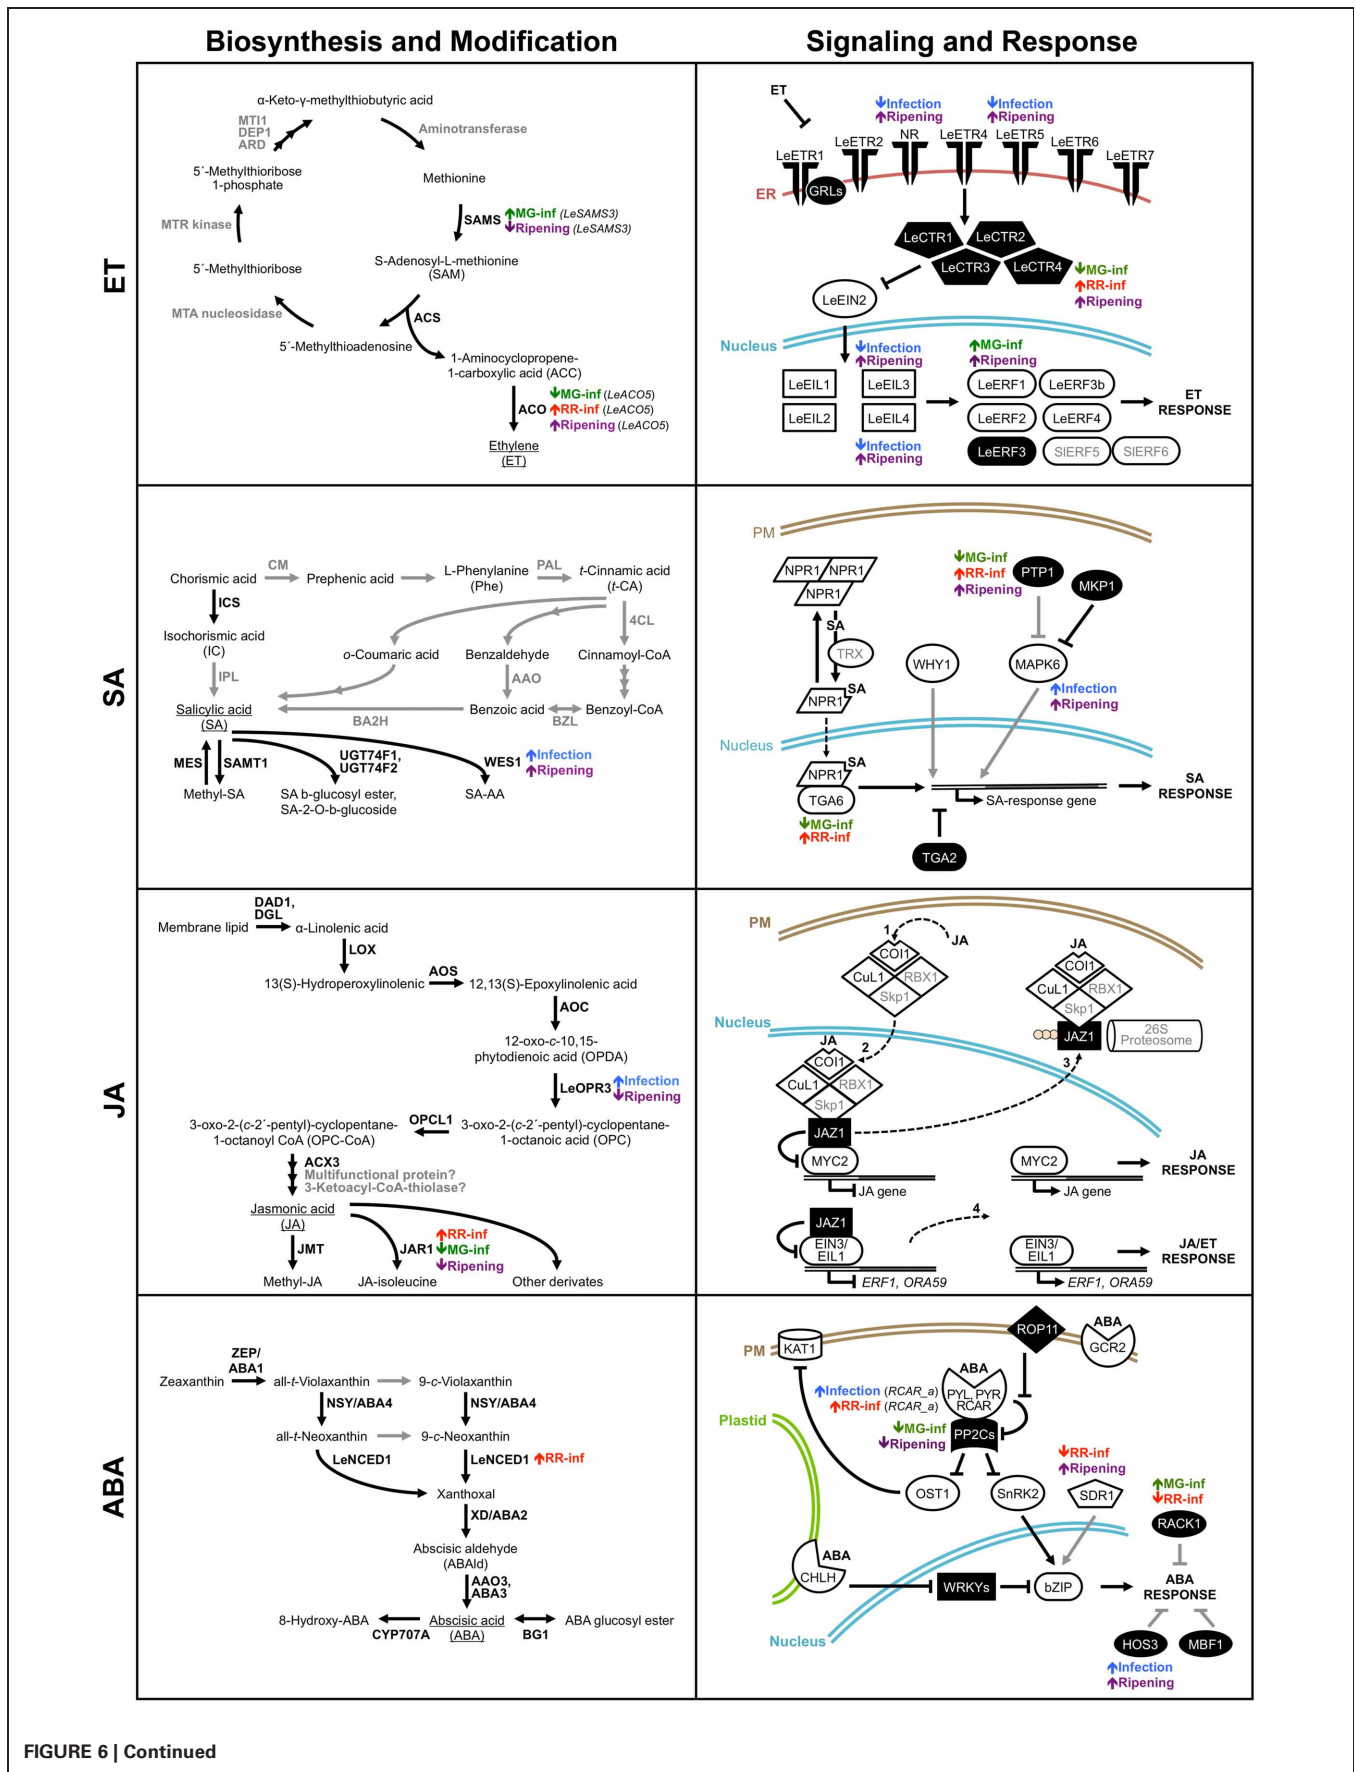 Biosynthesis and Modification
Signaling and Response
ET
α-Keto-γ-methylthiobutyric acid
MTI1
DEP1
ARD
Aminotransferase
5´-Methylthioribose
1-phosphate
Methionine
MTR kinase
SAMS
↑MG-inf (LeSAMS3)
↓Ripening (LeSAMS3)
5´-Methylthioribose
S-Adenosyl-L-methionine
(SAM)
MTA nucleosidase
ACS
5´-Methylthioadenosine
1-Aminocyclopropene-
1-carboxylic acid (ACC)
ACO
↓MG-inf (LeACO5)
↑RR-inf (LeACO5)
↑Ripening (LeACO5)
Ethylene
(ET)
ET
↓Infection
↑Ripening
↓Infection
↑Ripening
LeETR1
LeETR2
NR
LeETR4
LeETR5
LeETR6
LeETR7
ER
GRLs
LeCTR1
LeCTR2
LeCTR3
LeCTR4
↓MG-inf
↑RR-inf
↑Ripening
LeEIN2
Nucleus
↓Infection
↑Ripening
↑MG-inf
↑Ripening
LeEIL1
LeEIL3
LeERF1
LeERF3b
LeEIL2
LeEIL4
LeERF2
LeERF4
ET
RESPONSE
↓Infection
↑Ripening
LeERF3
SlERF5
SlERF6
SA
Chorismic acid
CM
Prephenic acid
L-Phenylanine
(Phe)
PAL
t-Cinnamic acid
(t-CA)
ICS
4CL
Isochorismic acid
(IC)
o-Coumaric acid
Benzaldehyde
Cinnamoyl-CoA
IPL
AAO
Salicylic acid
(SA)
BA2H
Benzoic acid
BZL
Benzoyl-CoA
MES
SAMT1
UGT74F1,
UGT74F2
WES1
↑Infection
↑Ripening
Methyl-SA
SA b-glucosyl ester,
SA-2-O-b-glucoside
SA-AA
PM
NPR1
NPR1
NPR1
↓MG-inf
↑RR-inf
↑Ripening
PTP1
MKP1
SA
TRX
WHY1
MAPK6
NPR1
SA
↑Infection
↑Ripening
Nucleus
NPR1
SA
TGA6
↓MG-inf
↑RR-inf
SA-response gene
SA
RESPONSE
TGA2
JA
DAD1,
DGL
Membrane lipid
α-Linolenic acid
LOX
13(S)-Hydroperoxylinolenic
AOS
12,13(S)-Epoxylinolenic acid
AOC
12-oxo-c-10,15-
phytodienoic acid (OPDA)
LeOPR3
↑Infection
↓Ripening
3-oxo-2-(c-2´-pentyl)-cyclopentane-
1-octanoyl CoA (OPC-CoA)
OPCL1
3-oxo-2-(c-2´-pentyl)-cyclopentane-
1-octanoic acid (OPC)
ACX3
Multifunctional protein?
3-Ketoacyl-CoA-thiolase?
Jasmonic acid
(JA)
JMT
JAR1
↑RR-inf
↓MG-inf
↓Ripening
Methyl-JA
JA-isoleucine
Other derivates
PM
1
JA
COI1
CuL1
RBX1
Skp1
JA
COI1
CuL1
RBX1
Skp1
JAZ1
26S
Proteosome
Nucleus
2
3
JA
COI1
CuL1
RBX1
Skp1
JAZ1
MYC2
JA gene
MYC2
JA gene
JA
RESPONSE
4
JAZ1
EIN3/
EIL1
ERF1, ORA59
EIN3/
EIL1
ERF1, ORA59
JA/ET
RESPONSE
ABA
ZEP/
ABA1
Zeaxanthin
all-t-Violaxanthin
9-c-Violaxanthin
NSY/ABA4
NSY/ABA4
all-t-Neoxanthin
9-c-Neoxanthin
LeNCED1
LeNCED1
↑RR-inf
Xanthoxal
XD/ABA2
Abscisic aldehyde
(ABAld)
AAO3,
ABA3
8-Hydroxy-ABA
CYP707A
Abscisic acid
(ABA)
BG1
ABA glucosyl ester
PM
KAT1
ROP11
ABA
GCR2
ABA
PYL, PYR
RCAR
↑Infection (RCAR_a)
↑RR-inf (RCAR_a)
Plastid
↓MG-inf
↓Ripening
PP2Cs
↓RR-inf
↑Ripening
OST1
SnRK2
SDR1
↑MG-inf
↓RR-inf
RACK1
ABA
CHLH
WRKYs
bZIP
ABA
RESPONSE
Nucleus
HOS3
MBF1
↑Infection
↑Ripening
FIGURE 6 | Continued